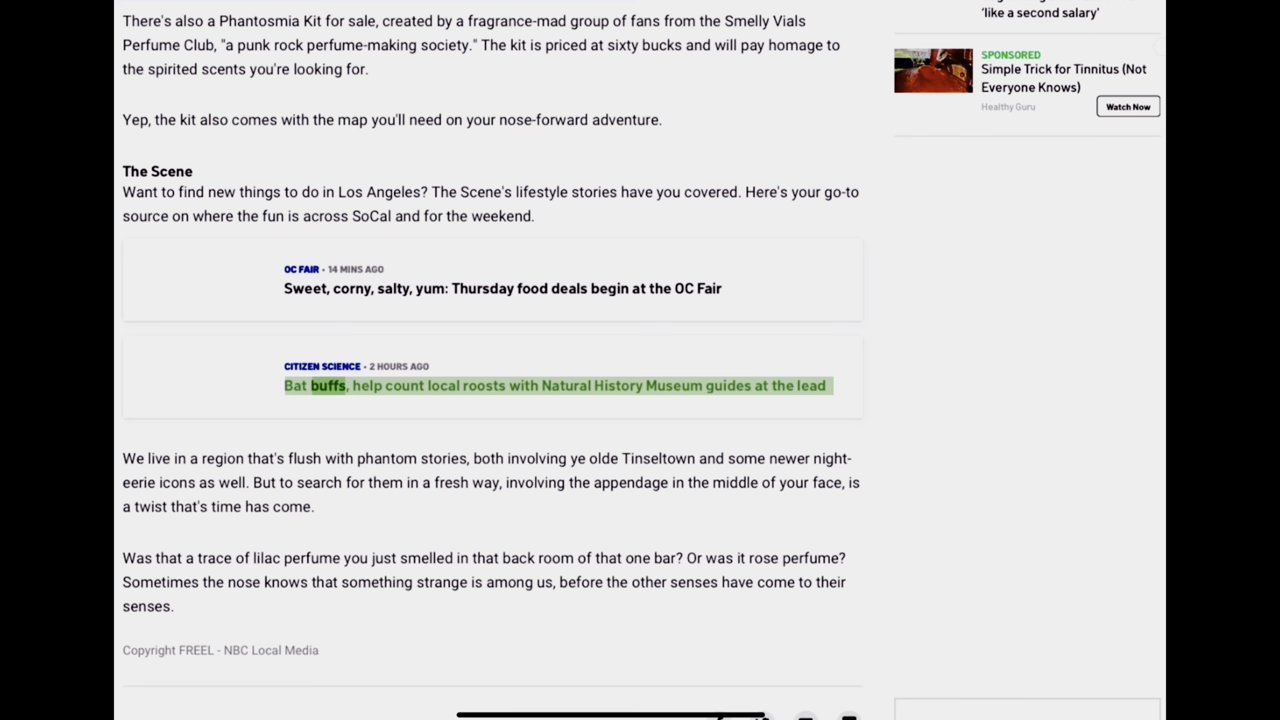 There's also a Phantosmia Kit for sale, created by a fragrance-mad group of fans from the Smelly Vials
Perfume Club, "a punk rock perfume-making society." The kit is priced at sixty bucks and will pay homage to
the spirited scents you're looking for.
Yep, the kit also comes with the map you'll need on your nose-forward adventure.
The Scene
Want to find new things to do in Los Angeles? The Scene's lifestyle stories have you covered. Here's your go-to
source on where the fun is across SoCal and for the weekend.
OC FAIR • 14 MINS AGO
Sweet, corny, salty, yum: Thursday food deals begin at the OC Fair
CITIZEN SCIENCE • 2 HOURS AGO
Bat buffs, help count local roosts with Natural History Museum guides at the lead
We live in a region that's flush with phantom stories, both involving ye olde Tinseltown and some newer night-
eerie icons as well. But to search for them in a fresh way, involving the appendage in the middle of your face, is
a twist that's time has come.
Was that a trace of lilac perfume you just smelled in that back room of that one bar? Or was it rose perfume?
Sometimes the nose knows that something strange is among us, before the other senses have come to their
senses.
Copyright FREEL - NBC Local Media
'like a second salary'
SPONSORED
Simple Trick for Tinnitus (Not
Everyone Knows)
Healthy Guru
Watch Now